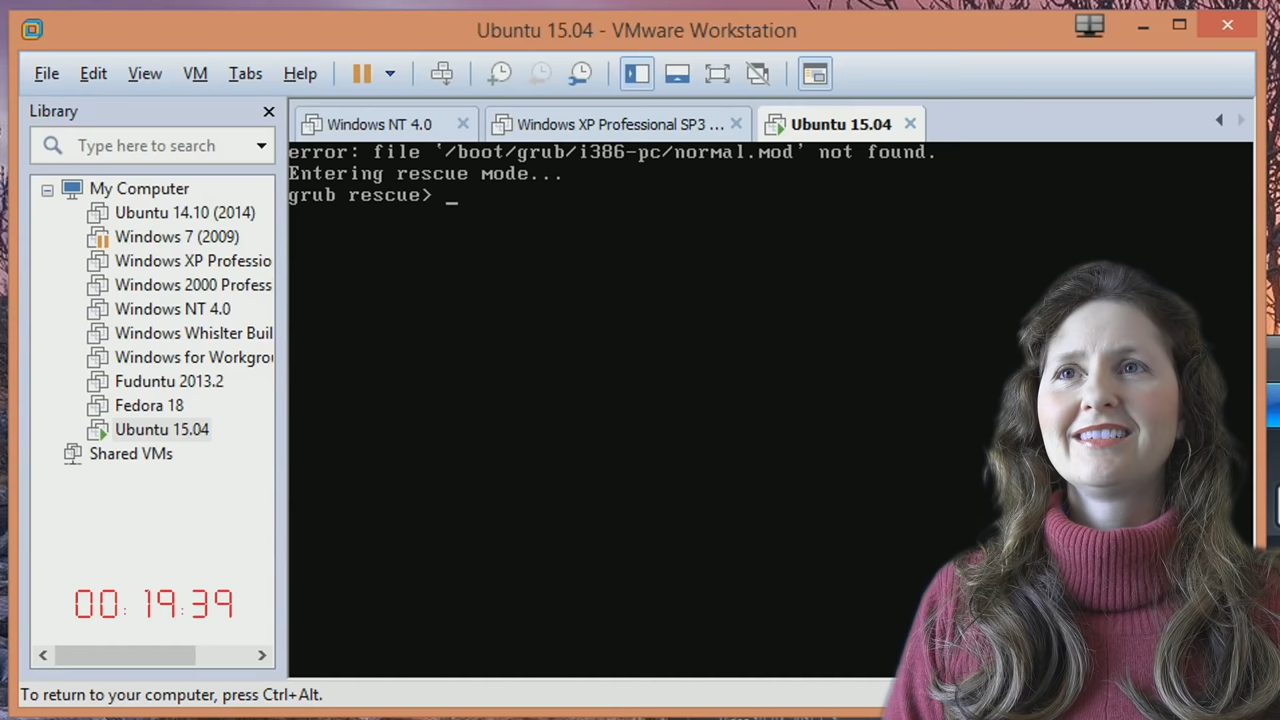 Ubuntu 15.04 - VMware Workstation
File Edit View VM Tabs Help
Library
Type here to search
My Computer
Ubuntu 14.10 (2014)
Windows 7 (2009)
Windows XP Professio
Windows 2000 Profess
Windows NT 4.0
Windows Whislter Buil
Windows for Workgrou
Fuduntu 2013.2
Fedora 18
Ubuntu 15.04
Shared VMs
00:19:39
Windows NT 4.0
Windows XP Professional SP3 ...
Ubuntu 15.04
error: file '/boot/grub/i386-pc/normal.mod' not found.
Entering rescue mode...
grub rescue> _
To return to your computer, press Ctrl+Alt.